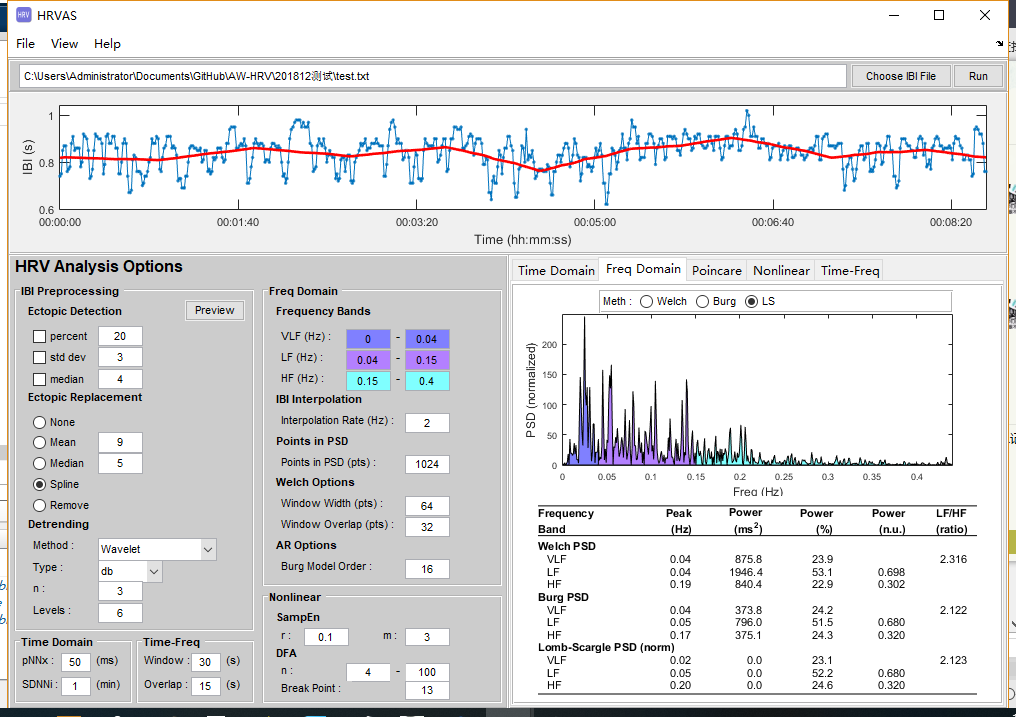 HRV HRVAS
File View Help
C:\Users\Administrator\Documents\GitHub\AW-HRV\201812测试\test.txt Choose IBI File Run
1
0.8
0.6
IBI (s)
00:00:00 00:01:40 00:03:20 00:05:00 00:06:40 00:08:20
Time (hh:mm:ss)
HRV Analysis Options
IBI Preprocessing
Ectopic Detection Preview
percent 20
std dev 3
median 4
Ectopic Replacement
None
Mean 9
Median 5
Spline
Remove
Detrending
Method : Wavelet
Type : db
n : 3
Levels : 6
Time Domain
pNNx : 50 (ms)
SDNNi : 1 (min)
Time-Freq
Window : 30 (s)
Overlap : 15 (s)
Freq Domain
Frequency Bands
VLF (Hz) : 0 - 0.04
LF (Hz) : 0.04 - 0.15
HF (Hz) : 0.15 - 0.4
IBI Interpolation
Interpolation Rate (Hz) : 2
Points in PSD
Points in PSD (pts) : 1024
Welch Options
Window Width (pts) : 64
Window Overlap (pts) : 32
AR Options
Burg Model Order : 16
Nonlinear
SampEn
r : 0.1 m : 3
DFA
n : 4 - 100
Break Point : 13
Time Domain Freq Domain Poincare Nonlinear Time-Freq
Meth : Welch Burg LS
200
150
100
50
0
PSD (normalized)
0 0.05 0.1 0.15 0.2 0.25 0.3 0.35 0.4
Freq (Hz)
Frequency Peak Power Power Power LF/HF
Band (Hz) (ms2) (%) (n.u.) (ratio)
Welch PSD
VLF 0.04 875.8 23.9 2.316
LF 0.04 1946.4 53.1 0.698
HF 0.19 840.4 22.9 0.302
Burg PSD
VLF 0.04 373.8 24.2 2.122
LF 0.05 796.0 51.5 0.680
HF 0.17 375.1 24.3 0.320
Lomb-Scargle PSD (norm)
VLF 0.02 0.0 23.1 2.123
LF 0.05 0.0 52.2 0.680
HF 0.20 0.0 24.6 0.320